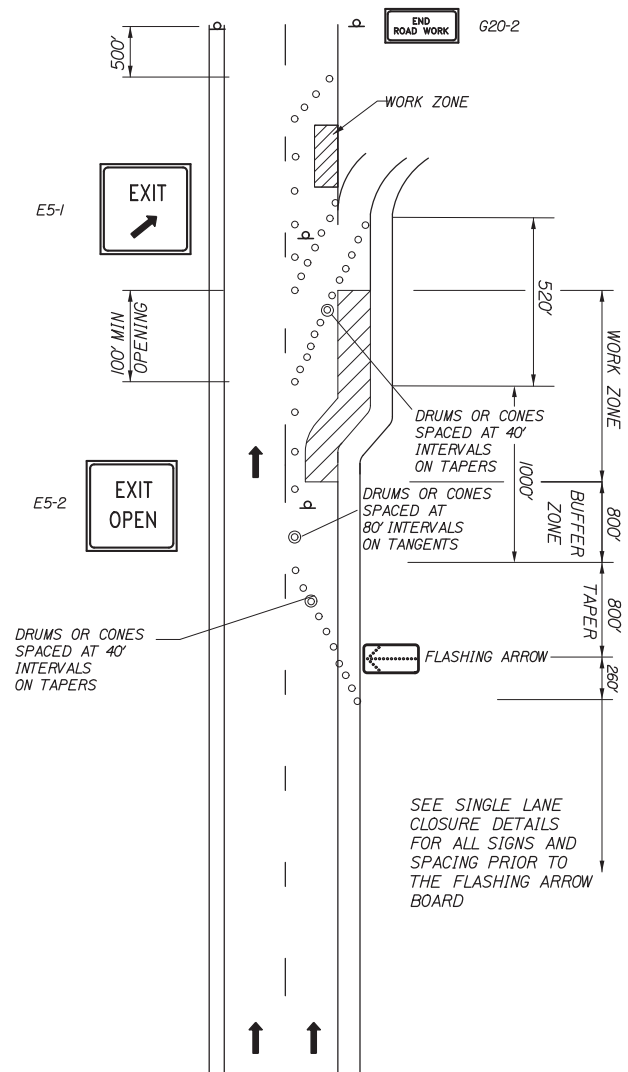 END
ROAD WORK
G20-2
500'
WORK ZONE
EXIT
E5-1
520'
100' MIN
OPENING
WORK ZONE
DRUMS OR CONES
SPACED AT 40'
INTERVALS
ON TAPERS
1000'
EXIT
OPEN
E5-2
DRUMS OR CONES
SPACED AT
80' INTERVALS
ON TANGENTS
BUFFER
ZONE
800'
800'
TAPER
DRUMS OR CONES
SPACED AT 40'
INTERVALS
ON TAPERS
FLASHING ARROW
260'
SEE SINGLE LANE
CLOSURE DETAILS
FOR ALL SIGNS AND
SPACING PRIOR TO
THE FLASHING ARROW
BOARD